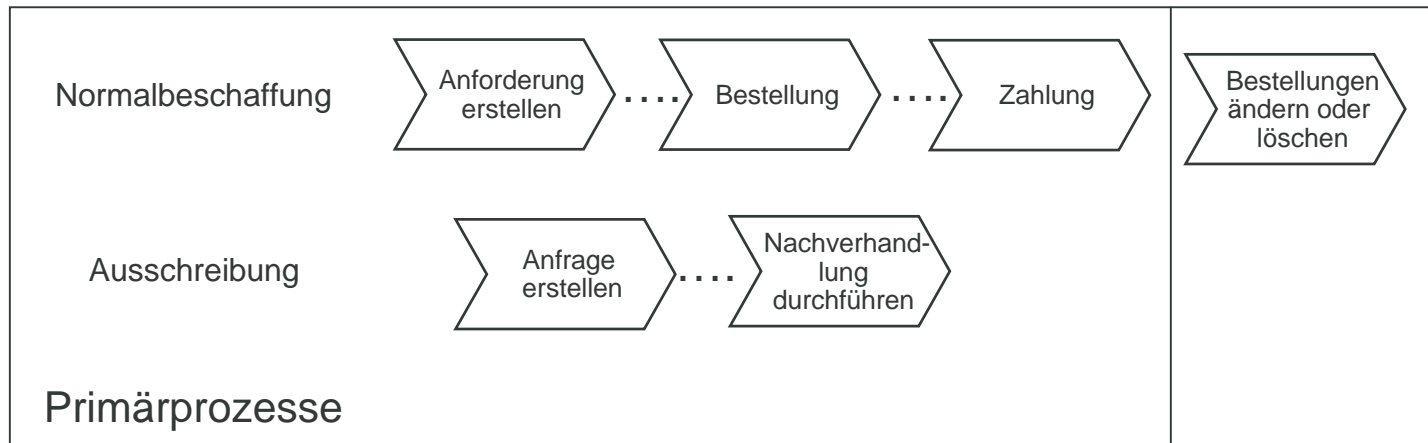 Normalbeschaffung
Anforderung
erstellen
....
Bestellung
....
Zahlung
Bestellungen
ändern oder
löschen
Ausschreibung
Anfrage
erstellen
....
Nachverhand-
lung
durchführen
Primärprozesse